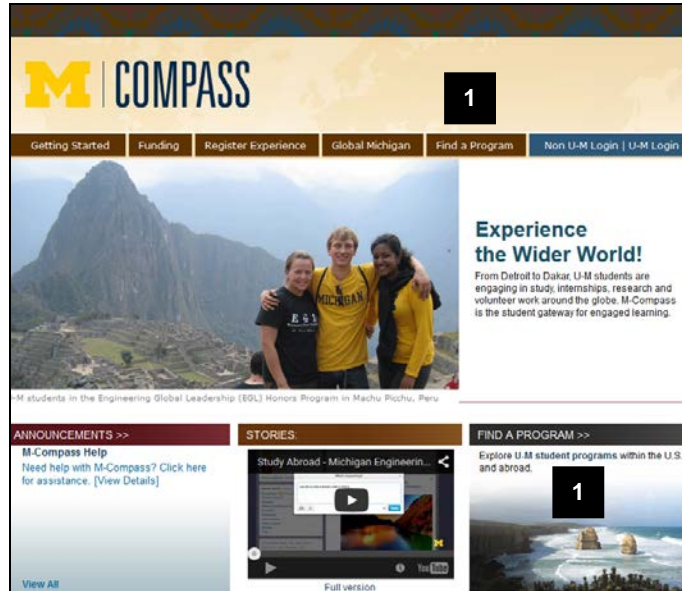 M | COMPASS
1
Getting Started Funding Register Experience Global Michigan Find a Program Non U-M Login | U-M Login
MICHIGAN
E G L
Experience
the Wider World!
From Detroit to Dakar, U-M students are
engaging in study, internships, research and
volunteer work around the globe. M-Compass
is the student gateway for engaged learning.
-M students in the Engineering Global Leadership (EGL) Honors Program in Machu Picchu, Peru
ANNOUNCEMENTS >>
M-Compass Help
Need help with M-Compass? Click here
for assistance. [View Details]
View All
STORIES:
Study Abroad - Michigan Engineerin...
YouTube
Full version
FIND A PROGRAM >>
Explore U-M student programs within the U.S.
and abroad.
1